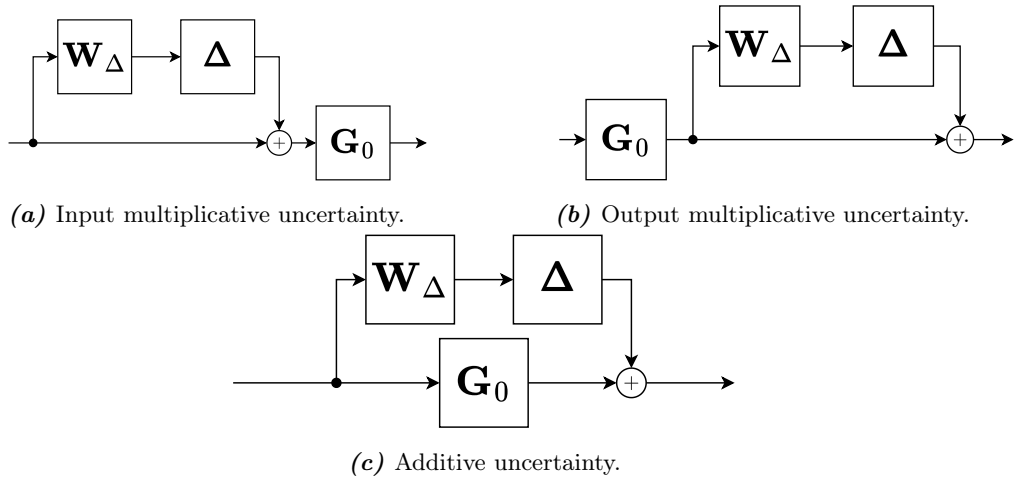 W_Δ Δ
+ G_0
(a) Input multiplicative uncertainty.
W_Δ Δ
G_0 +
(b) Output multiplicative uncertainty.
W_Δ Δ
G_0 +
(c) Additive uncertainty.